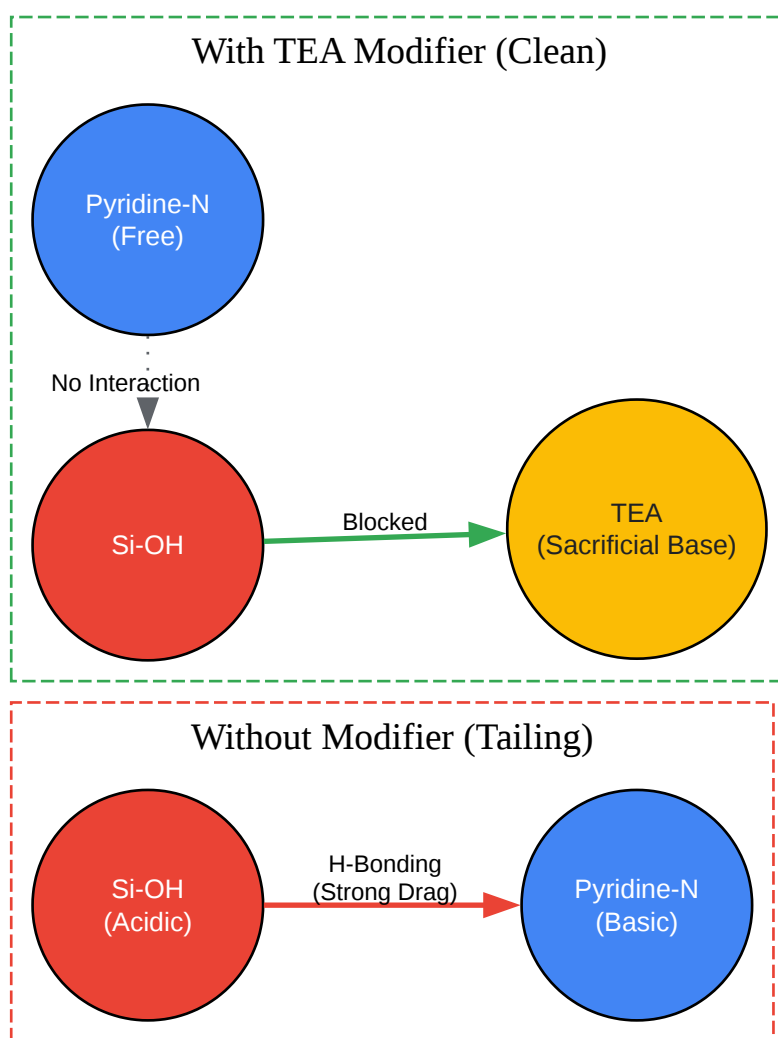 With TEA Modifier (Clean)
Pyridine-N
(Free)
No Interaction
Si-OH
Blocked
TEA
(Sacrificial Base)
Without Modifier (Tailing)
Si-OH
(Acidic)
H-Bonding
(Strong Drag)
Pyridine-N
(Basic)